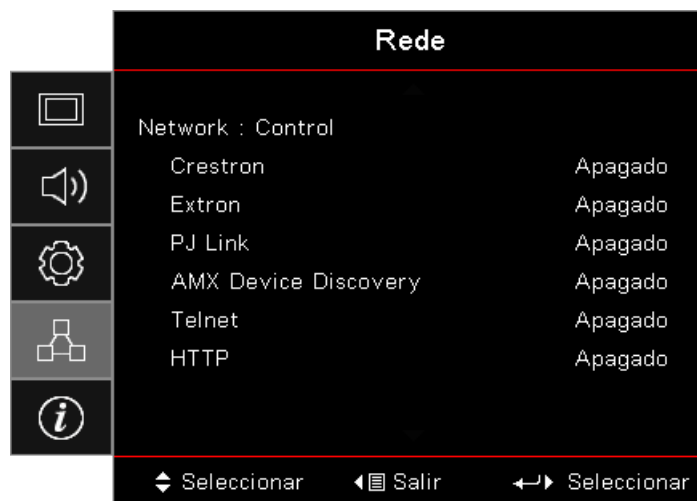 Rede
Network : Control
Crestron Apagado
Extron Apagado
PJ Link Apagado
AMX Device Discovery Apagado
Telnet Apagado
HTTP Apagado
Seleccionar Salir Seleccionar